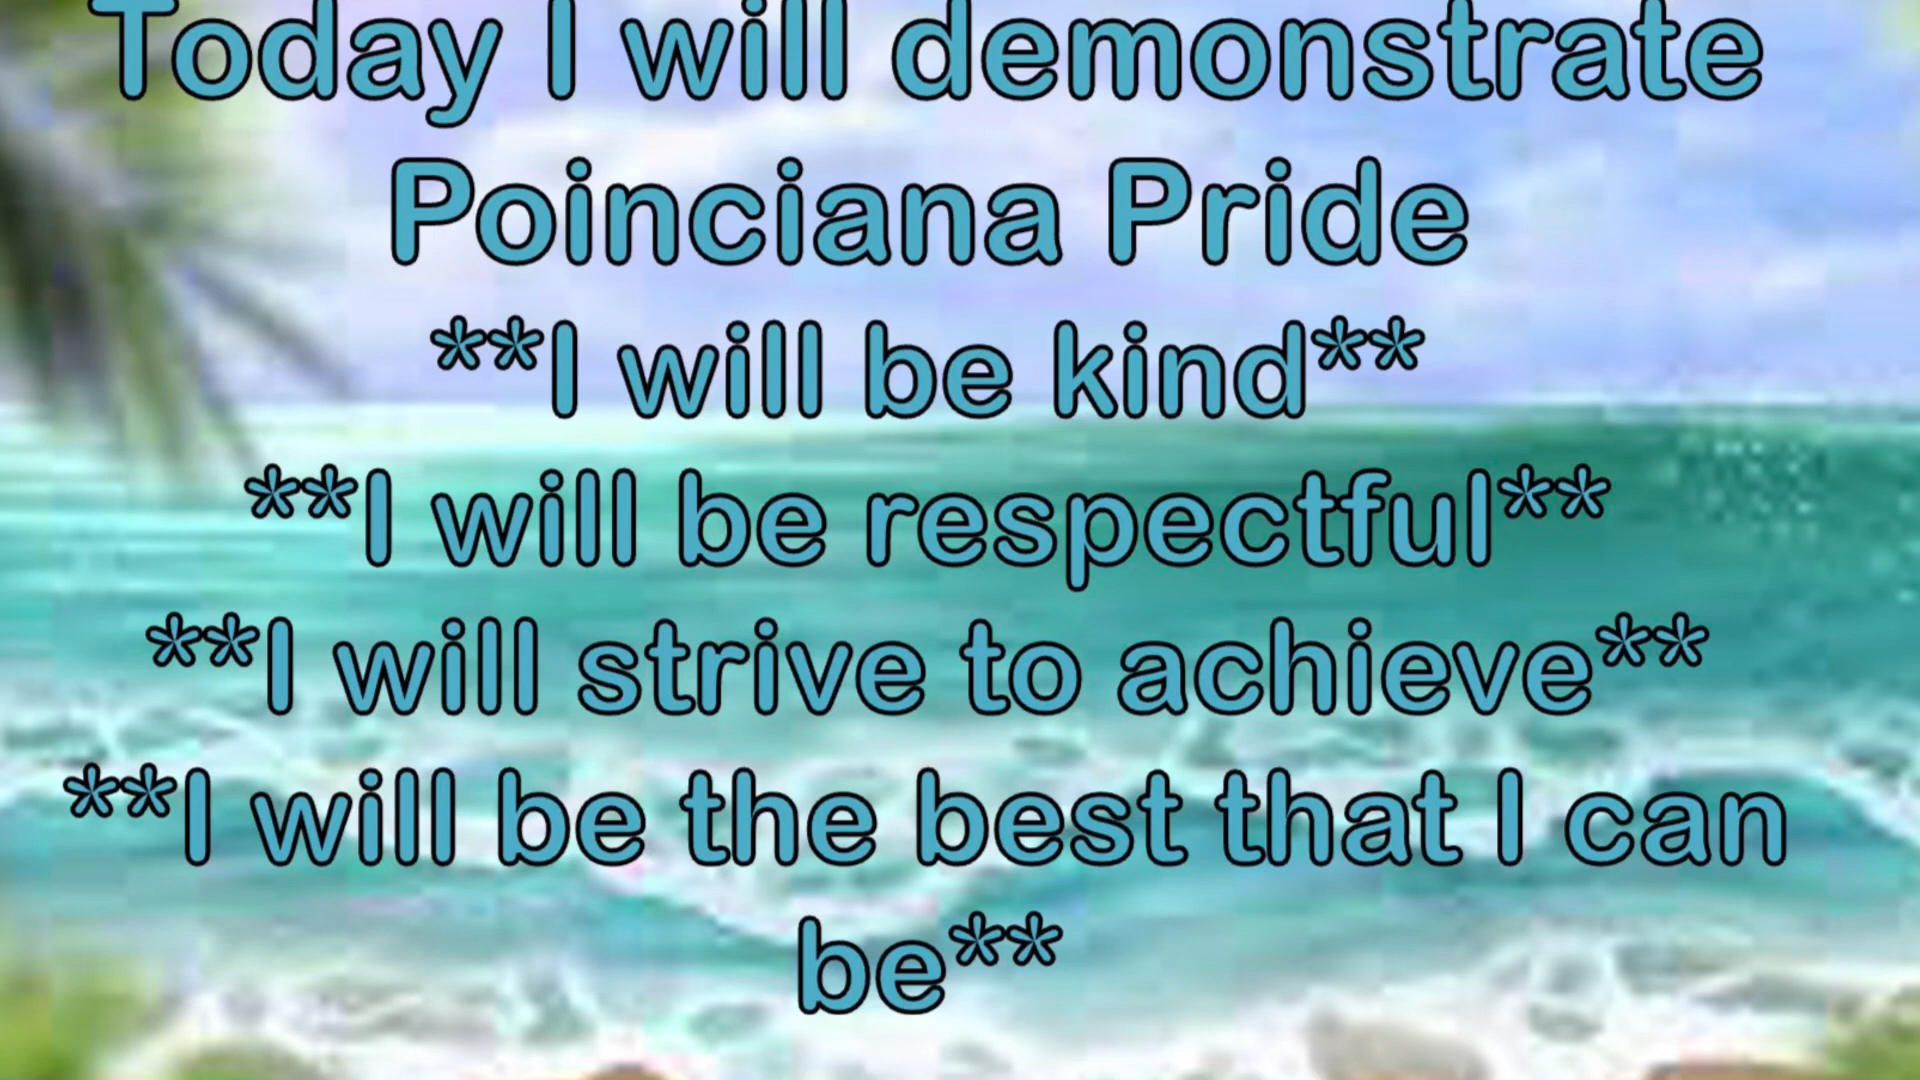 Today I will demonstrate
Poinciana Pride
**I will be kind**
**I will be respectful**
**I will strive to achieve**
**I will be the best that I can
be**